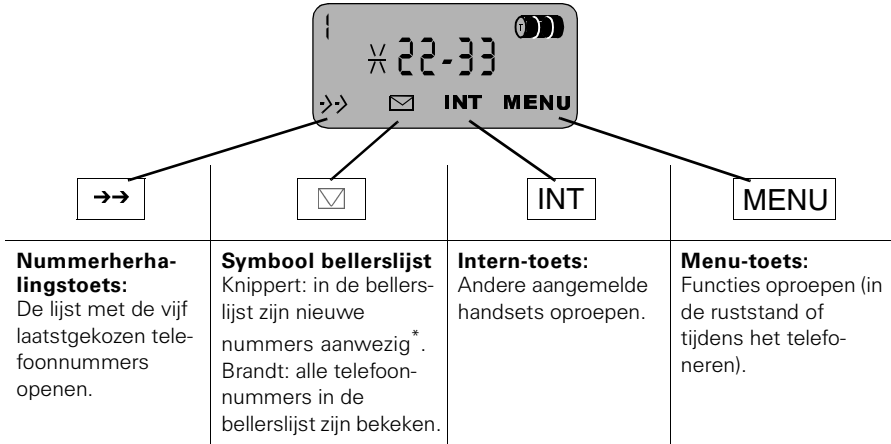 1
22-33
INT MENU
INT MENU
Nummerherha-
lingstoets:
De lijst met de vijf
laatstgekozen tele-
foonnummers
openen.
Symbool bellerslijst
Knippert: in de bellers-
lijst zijn nieuwe
nummers aanwezig*.
Brandt: alle telefoon-
nummers in de
bellerslijst zijn bekeken.
Intern-toets:
Andere aangemelde
handsets oproepen.
Menu-toets:
Functies oproepen (in
de ruststand of
tijdens het telefo-
neren).